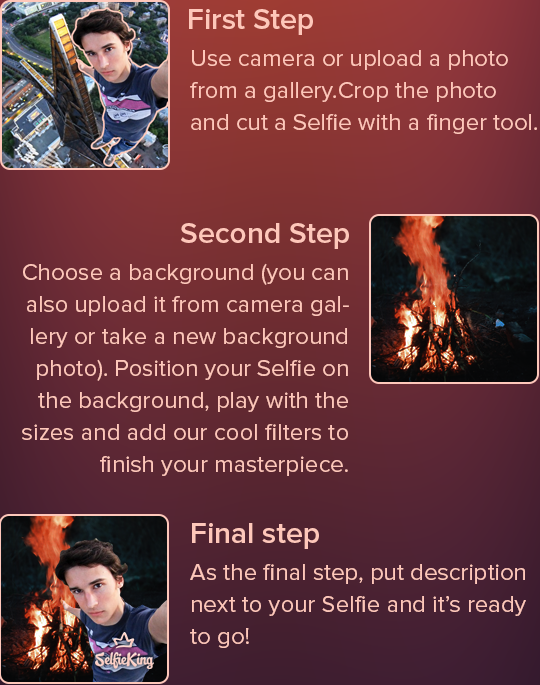 First Step
Use camera or upload a photo
from a gallery.Crop the photo
and cut a Selfie with a finger tool.
Second Step
Choose a background (you can
also upload it from camera gal-
lery or take a new background
photo). Position your Selfie on
the background, play with the
sizes and add our cool filters to
finish your masterpiece.
Final step
As the final step, put description
next to your Selfie and it’s ready
to go!
SelfieKing